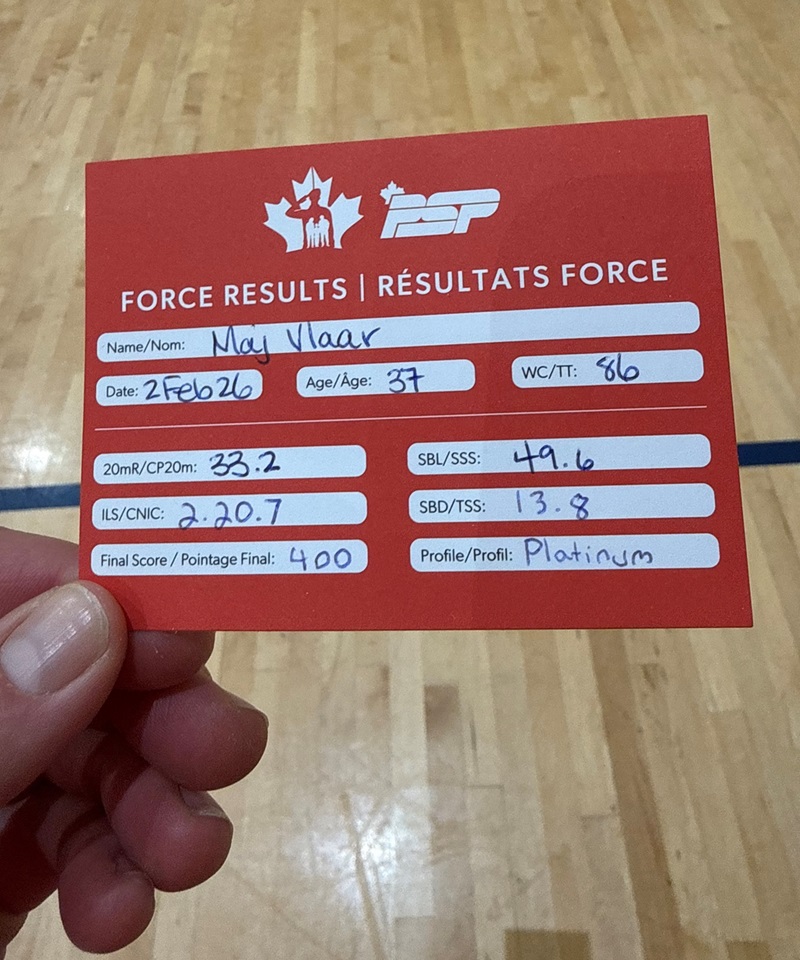 PSP
FORCE RESULTS | RÉSULTATS FORCE
Name/Nom: Maj Vlaar
Date: 2Feb26 Age/Âge: 37 WC/TT: 86
20mR/CP20m: 33.2 SBL/SSS: 49.6
ILS/CNIC: 2.20.7 SBD/TSS: 13.8
Final Score / Pointage Final: 400 Profile/Profil: Platinum